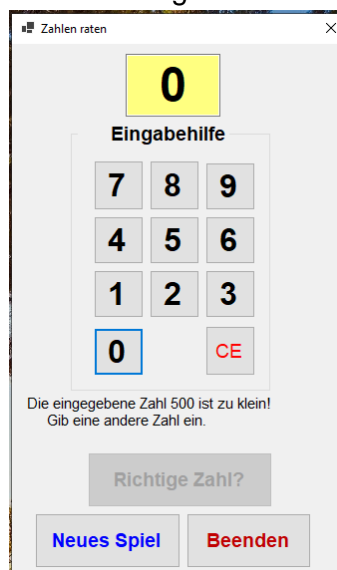 Zahlen raten
0
Eingabehilfe
7 8 9
4 5 6
1 2 3
0 CE
Die eingegebene Zahl 500 ist zu klein!
Gib eine andere Zahl ein.
Richtige Zahl?
Neues Spiel Beenden